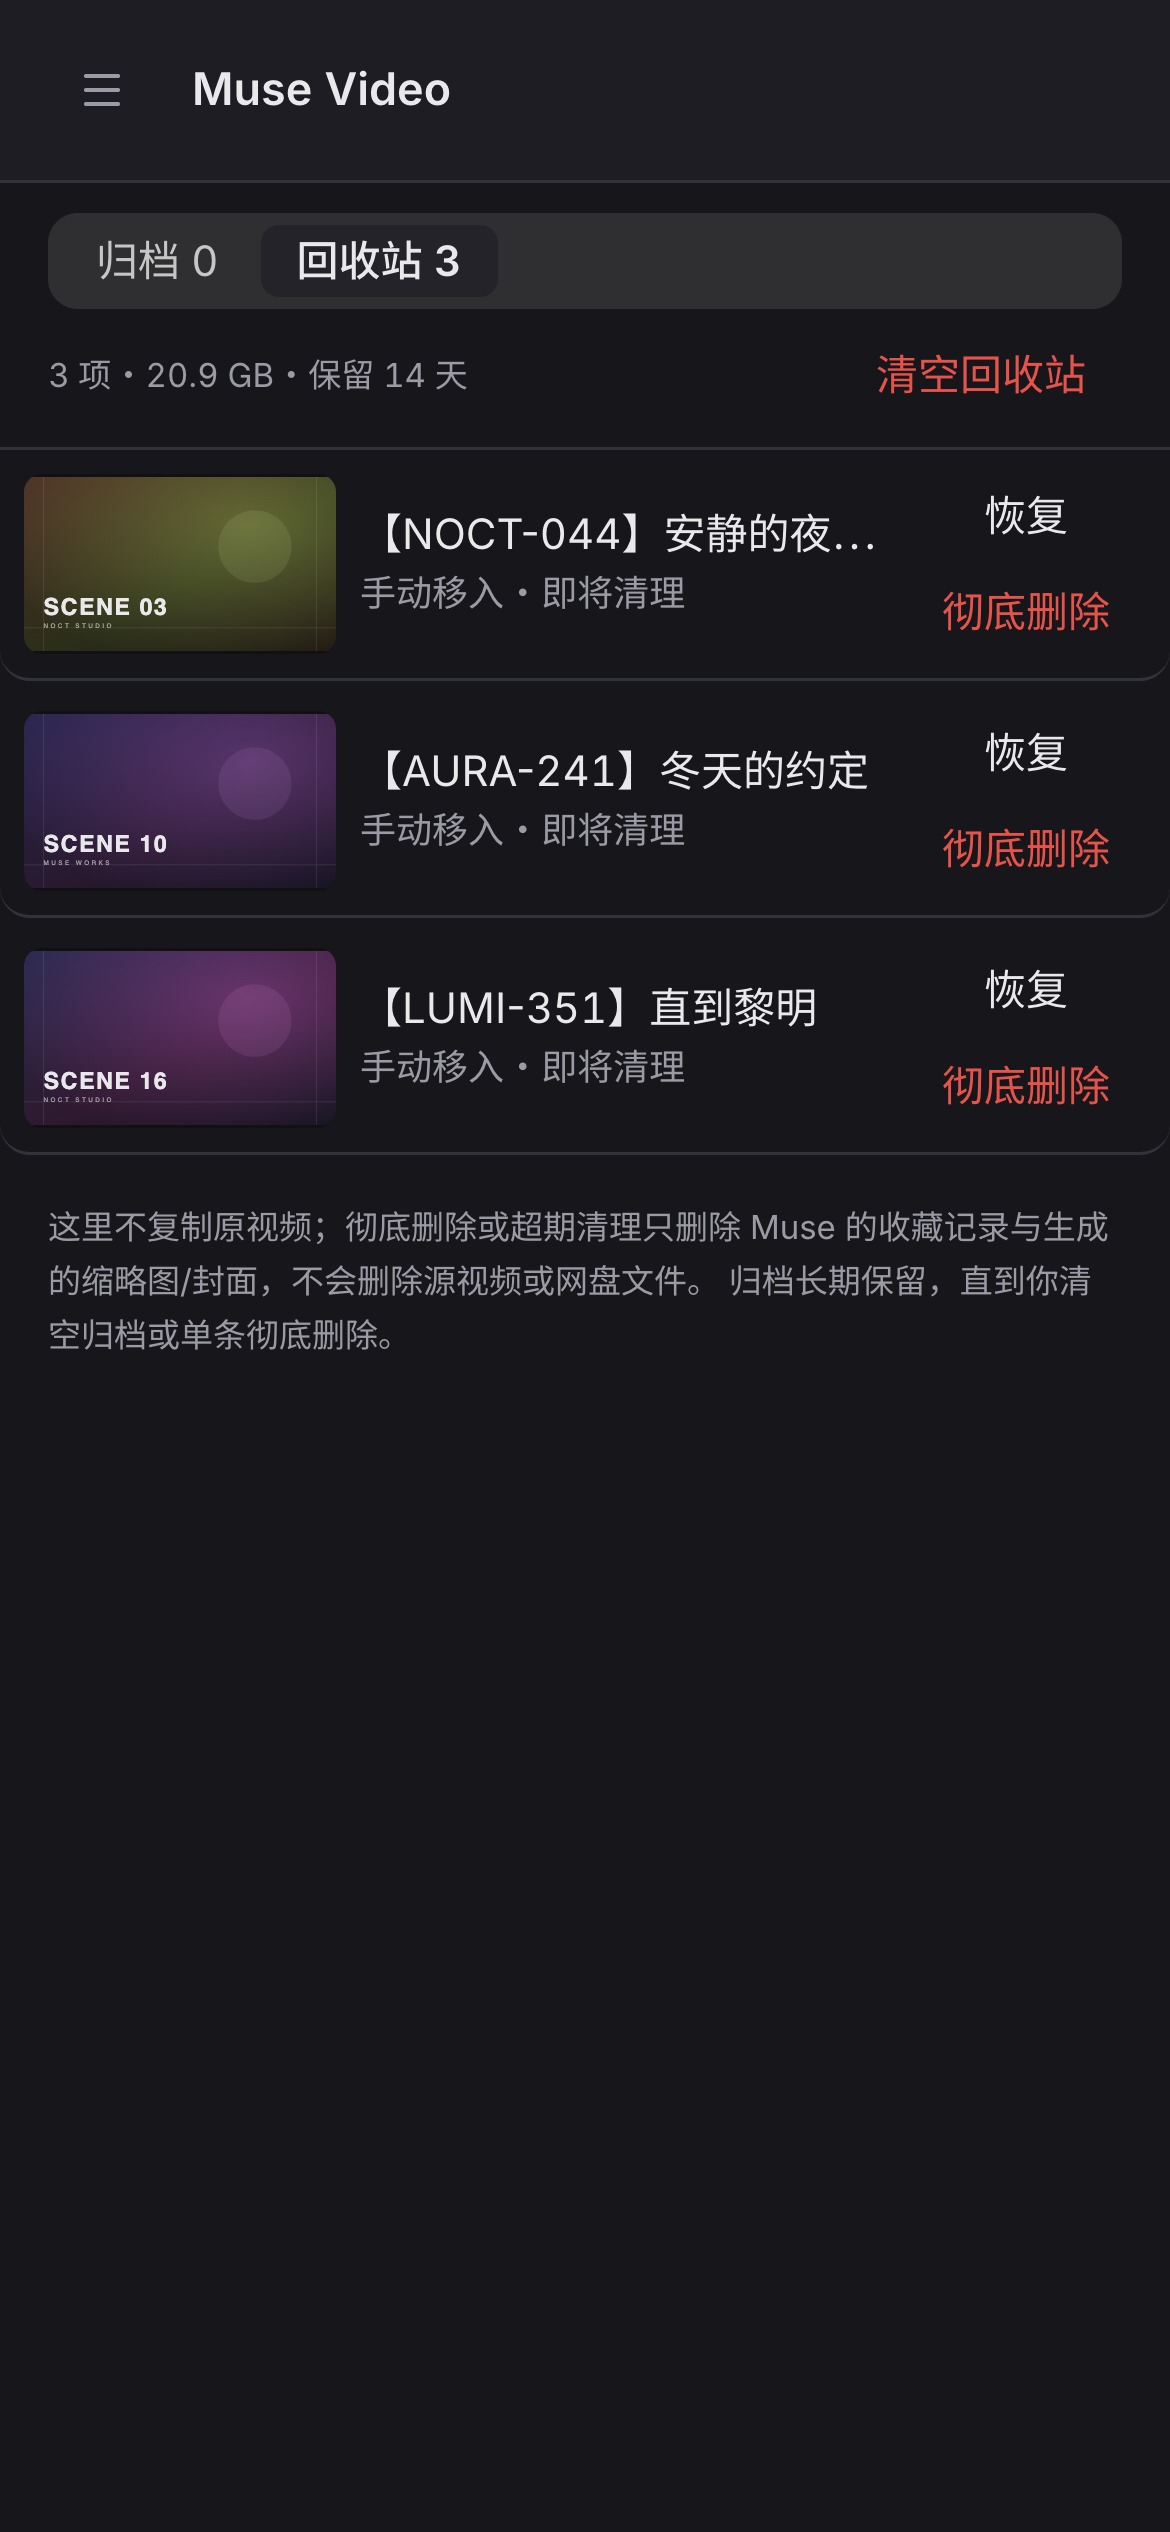 Muse Video
归档 0
回收站 3
3 项・20.9 GB・保留 14 天
清空回收站
SCENE 03
NOCT STUDIO
【NOCT-044】安静的夜…
手动移入・即将清理
恢复
彻底删除
SCENE 10
MUSE WORKS
【AURA-241】冬天的约定
手动移入・即将清理
恢复
彻底删除
SCENE 16
NOCT STUDIO
【LUMI-351】直到黎明
手动移入・即将清理
恢复
彻底删除
这里不复制原视频；彻底删除或超期清理只删除 Muse 的收藏记录与生成
的缩略图/封面，不会删除源视频或网盘文件。 归档长期保留，直到你清
空归档或单条彻底删除。